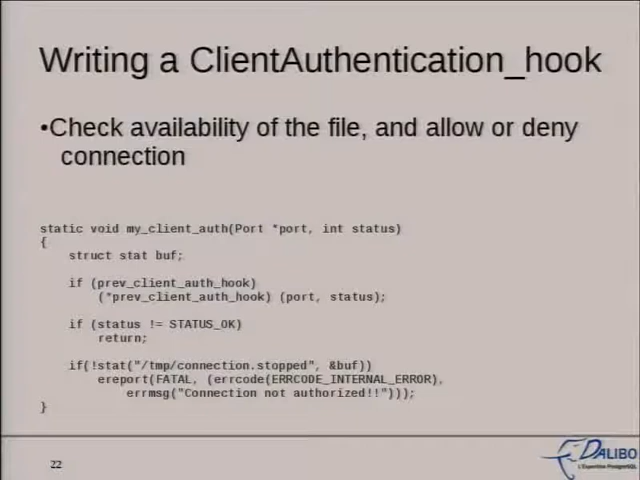 Writing a ClientAuthentication_hook
•Check availability of the file, and allow or deny
connection
static void my_client_auth(Port *port, int status)
{
struct stat buf;
if (prev_client_auth_hook)
(*prev_client_auth_hook) (port, status);
if (status != STATUS_OK)
return;
if(!stat("/tmp/connection.stopped", &buf))
ereport(FATAL, (errcode(ERRCODE_INTERNAL_ERROR),
errmsg("Connection not authorized!!")));
}
22
DALIBO
L'Expertise PostgreSQL